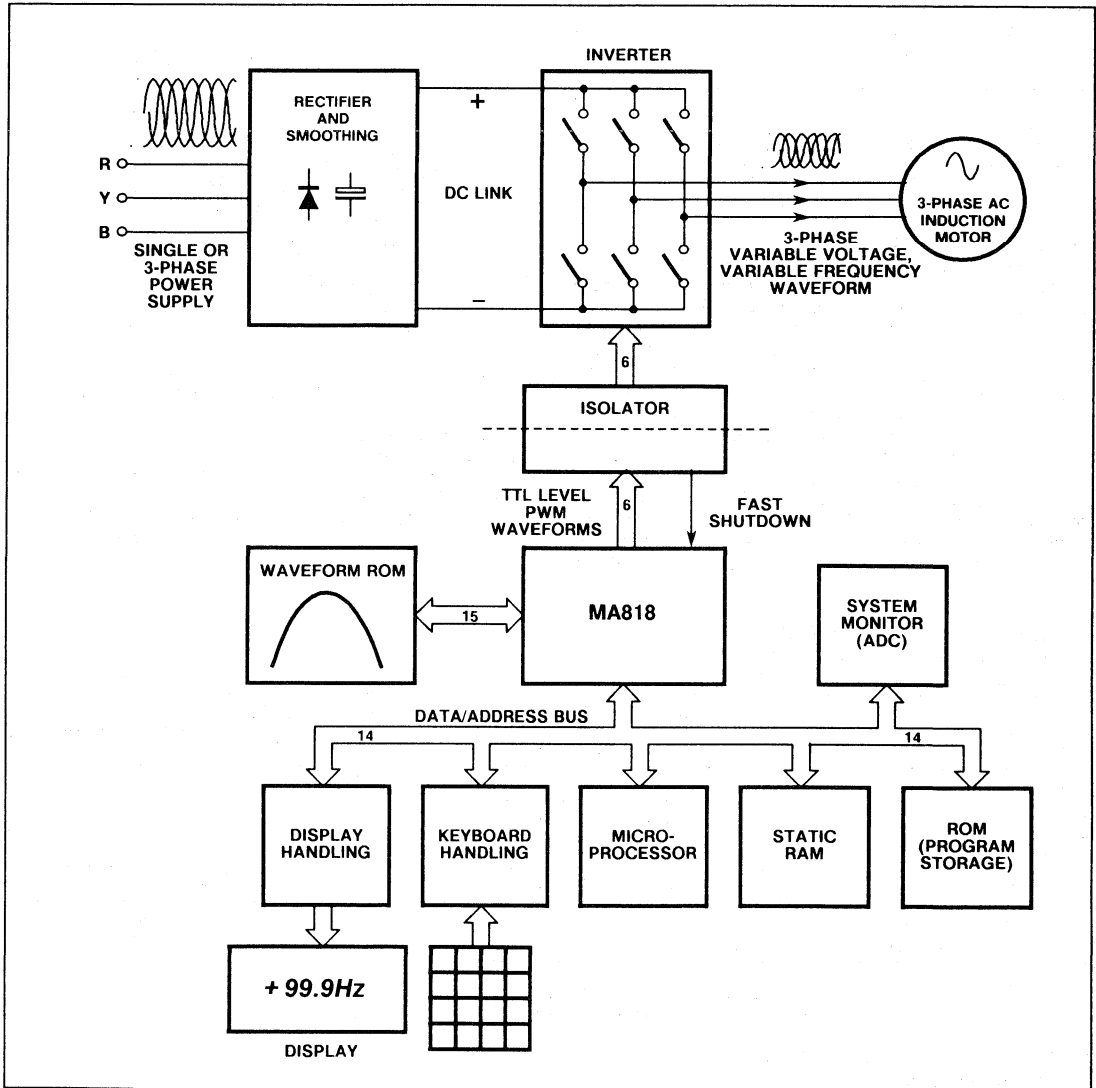 INVERTER
RECTIFIER
AND
SMOOTHING
+
DC LINK
−
R
Y
B
SINGLE OR
3-PHASE
POWER
SUPPLY
3-PHASE AC
INDUCTION
MOTOR
3-PHASE
VARIABLE VOLTAGE,
VARIABLE FREQUENCY
WAVEFORM
6
ISOLATOR
TTL LEVEL
PWM
WAVEFORMS
6
FAST
SHUTDOWN
WAVEFORM ROM
15
MA818
SYSTEM
MONITOR
(ADC)
DATA/ADDRESS BUS
14
14
DISPLAY
HANDLING
KEYBOARD
HANDLING
MICRO-
PROCESSOR
STATIC
RAM
ROM
(PROGRAM
STORAGE)
+ 99.9Hz
DISPLAY